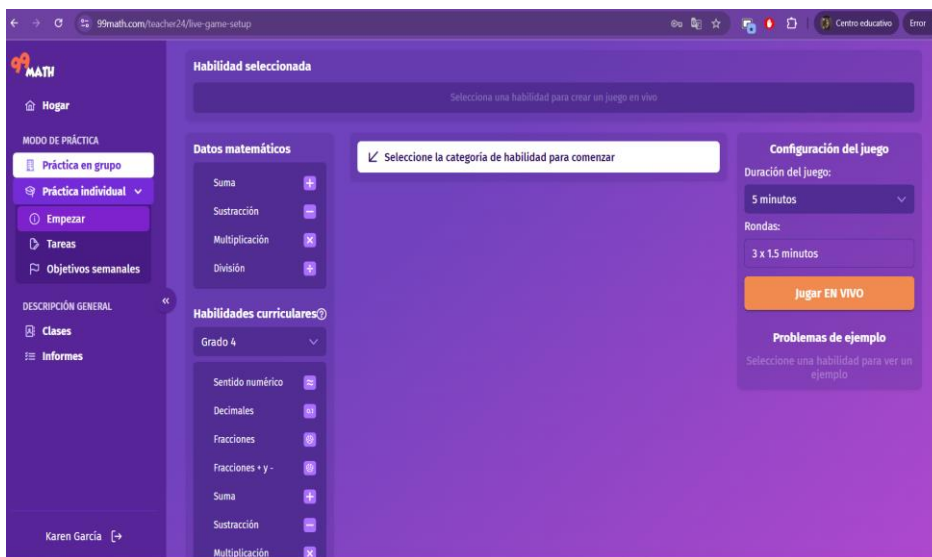 99math.com/teacher24/live-game-setup
Centro educativo
Error
99 MATH
Hogar
MODO DE PRÁCTICA
Práctica en grupo
Práctica individual
Empezar
Tareas
Objetivos semanales
DESCRIPCIÓN GENERAL
Clases
Informes
Karen García
Habilidad seleccionada
Selecciona una habilidad para crear un juego en vivo
Datos matemáticos
Suma
Sustracción
Multiplicación
División
Habilidades curriculares
Grado 4
Sentido numérico
Decimales
Fracciones
Fracciones + y -
Suma
Sustracción
Multiplicación
Seleccione la categoría de habilidad para comenzar
Configuración del juego
Duración del juego:
5 minutos
Rondas:
3 x 1.5 minutos
Jugar EN VIVO
Problemas de ejemplo
Seleccione una habilidad para ver un
ejemplo